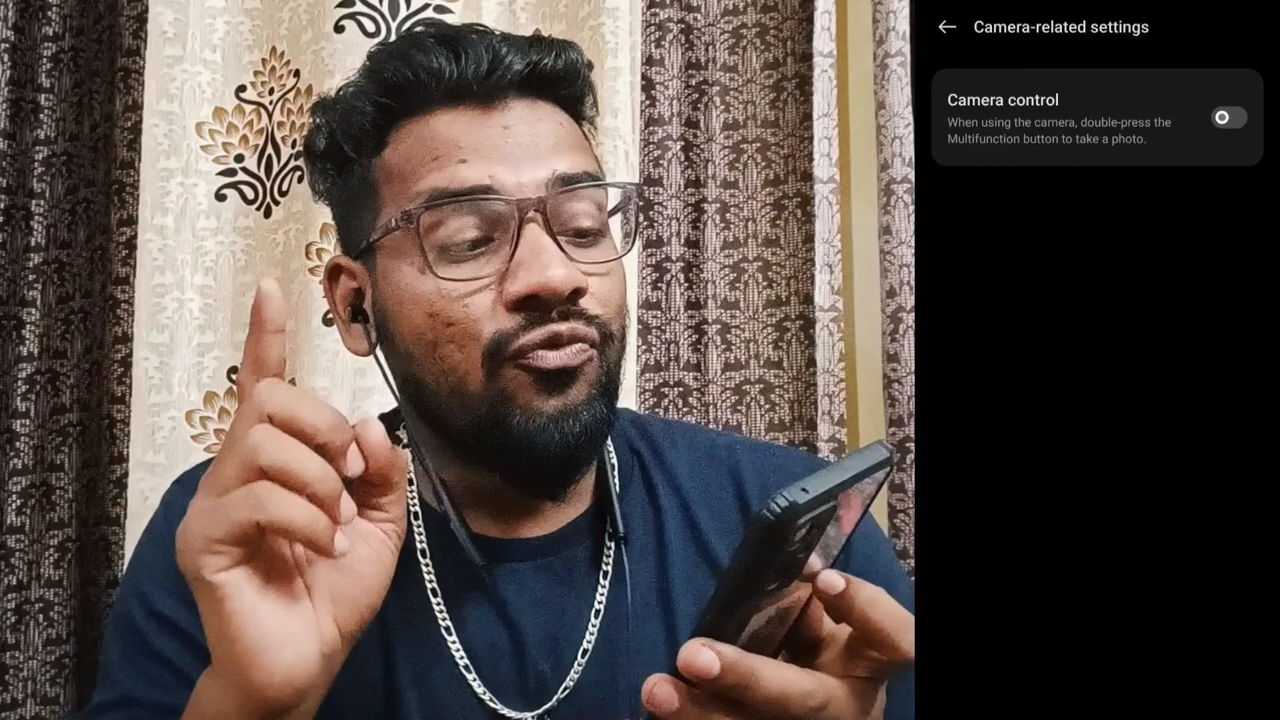 Camera-related settings
Camera control
When using the camera, double-press the
Multifunction button to take a photo.